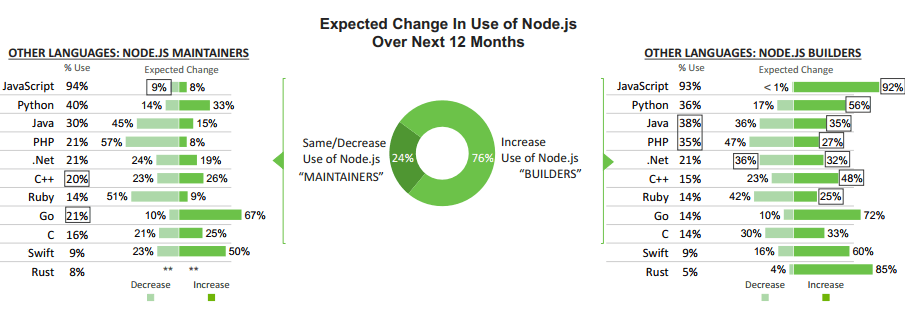 Expected Change In Use of Node.js
Over Next 12 Months
OTHER LANGUAGES: NODE.JS MAINTAINERS
% Use Expected Change
JavaScript 94% 9% 8%
Python 40% 14% 33%
Java 30% 45% 15%
PHP 21% 57% 8%
.Net 21% 24% 19%
C++ 20% 23% 26%
Ruby 14% 51% 9%
Go 21% 10% 67%
C 16% 21% 25%
Swift 9% 23% 50%
Rust 8% ** **
Decrease Increase
Same/Decrease
Use of Node.js
“MAINTAINERS”
24%
76%
Increase
Use of Node.js
“BUILDERS”
OTHER LANGUAGES: NODE.JS BUILDERS
% Use Expected Change
JavaScript 93% < 1% 92%
Python 36% 17% 56%
Java 38% 36% 35%
PHP 35% 47% 27%
.Net 21% 36% 32%
C++ 15% 23% 48%
Ruby 14% 42% 25%
Go 14% 10% 72%
C 14% 30% 33%
Swift 9% 16% 60%
Rust 5% 4% 85%
Decrease Increase